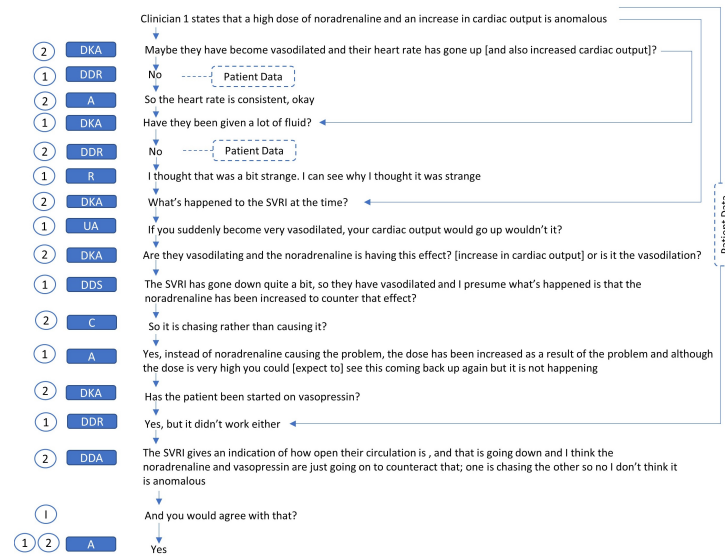 Clinician 1 states that a high dose of noradrenaline and an increase in cardiac output is anomalous
2 DKA Maybe they have become vasodilated and their heart rate has gone up [and also increased cardiac output]?
1 DDR No Patient Data
2 A So the heart rate is consistent, okay
1 DKA Have they been given a lot of fluid?
2 DDR No Patient Data
1 R I thought that was a bit strange. I can see why I thought it was strange
2 DKA What's happened to the SVRI at the time?
1 UA If you suddenly become very vasodilated, your cardiac output would go up wouldn't it?
2 DKA Are they vasodilating and the noradrenaline is having this effect? [increase in cardiac output] or is it the vasodilation?
Patient Data
1 DDS The SVRI has gone down quite a bit, so they have vasodilated and I presume what's happened is that the
noradrenaline has been increased to counter that effect?
2 C So it is chasing rather than causing it?
1 A Yes, instead of noradrenaline causing the problem, the dose has been increased as a result of the problem and although
the dose is very high you could [expect to] see this coming back up again but it is not happening
2 DKA Has the patient been started on vasopressin?
1 DDR Yes, but it didn't work either
2 DDA The SVRI gives an indication of how open their circulation is , and that is going down and I think the
noradrenaline and vasopressin are just going on to counteract that; one is chasing the other so no I don't think it
is anomalous
I And you would agree with that?
1 2 A Yes